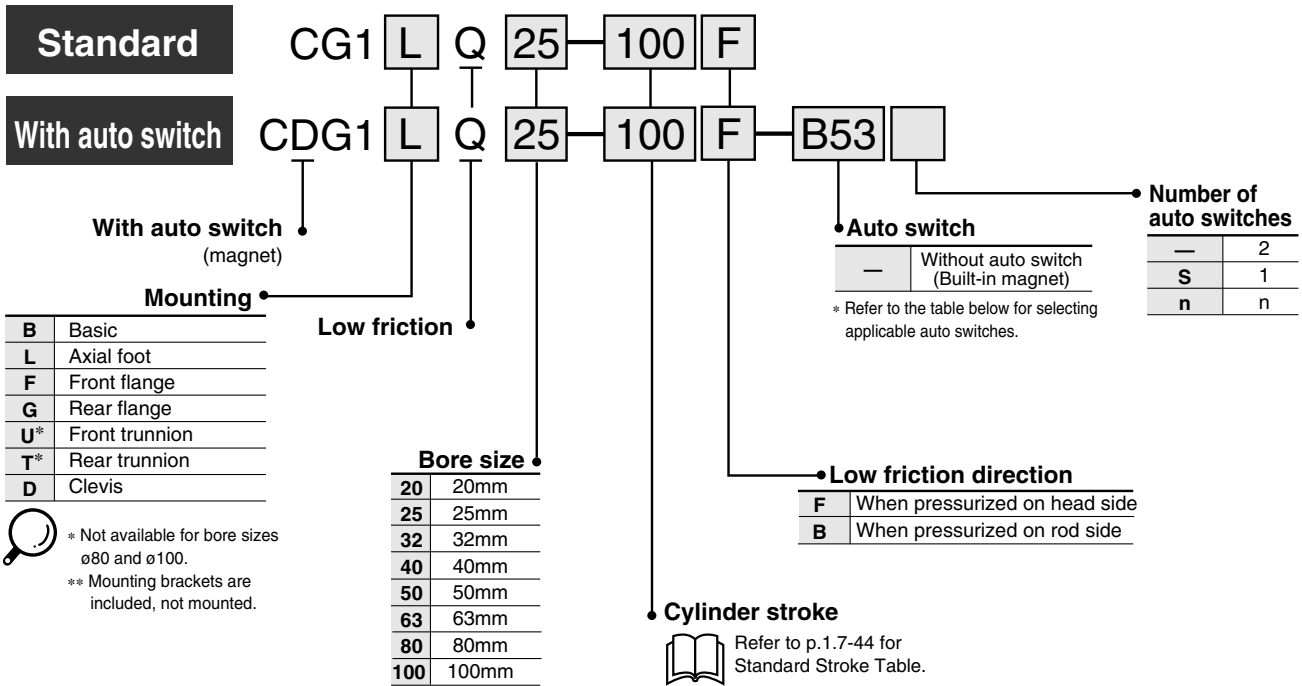 Standard CG1 L Q 25 — 100 F
With auto switch CDG1 L Q 25 — 100 F — B53
With auto switch
(magnet)
Mounting
B Basic
L Axial foot
F Front flange
G Rear flange
U* Front trunnion
T* Rear trunnion
D Clevis
* Not available for bore sizes
ø80 and ø100.
** Mounting brackets are
included, not mounted.
Low friction
Bore size
20 20mm
25 25mm
32 32mm
40 40mm
50 50mm
63 63mm
80 80mm
100 100mm
Cylinder stroke
Refer to p.1.7-44 for
Standard Stroke Table.
Low friction direction
F When pressurized on head side
B When pressurized on rod side
Auto switch
— Without auto switch
(Built-in magnet)
* Refer to the table below for selecting
applicable auto switches.
Number of
auto switches
— 2
S 1
n n